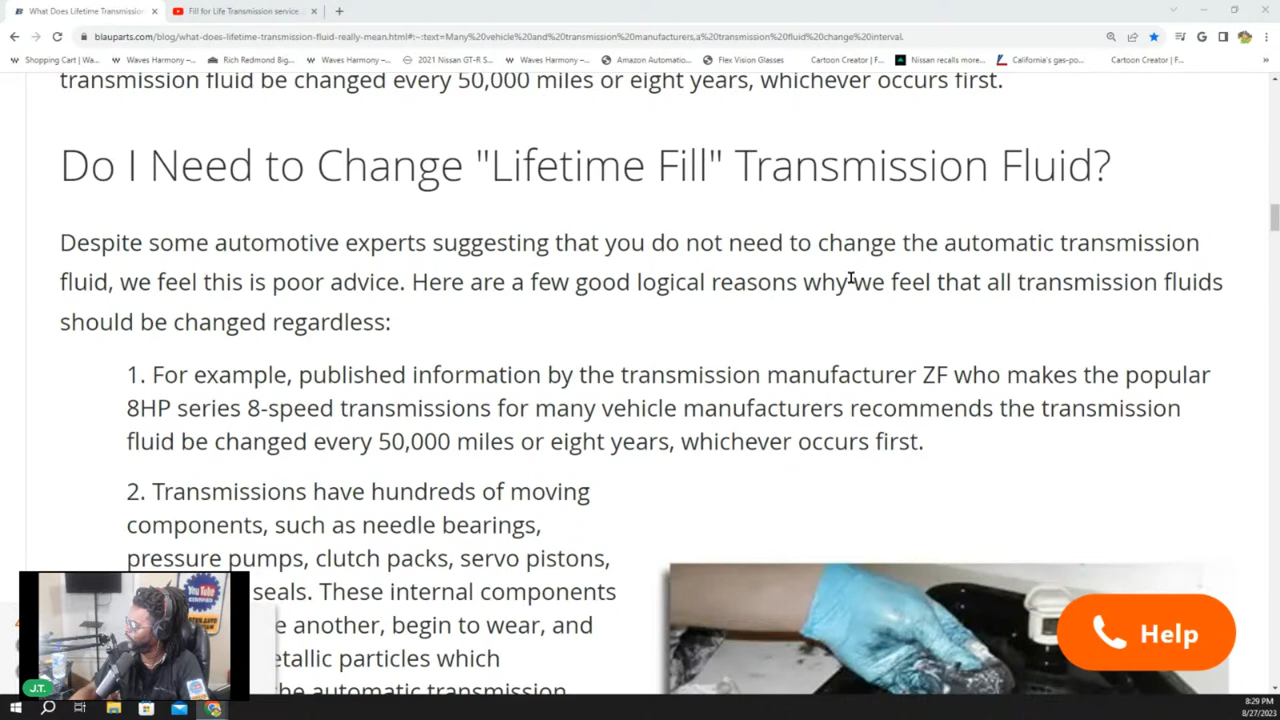 What Does Lifetime Transmissio
Fill for Life Transmission service
blauparts.com/blog/what-does-lifetime-transmission-fluid-really-mean.html#:~:text=Many%20vehicle%20and%20transmission%20manufacturers,a%20transmission%20fluid%20change%20interval.
Shopping Cart | Wa...
Waves Harmony –...
Rich Redmond Big...
Waves Harmony –...
2021 Nissan GT-R S...
Waves Harmony –...
Amazon Automatio...
Flex Vision Glasses
Cartoon Creator | F...
Nissan recalls more...
California's gas-po...
Cartoon Creator | F...
transmission fluid be changed every 50,000 miles or eight years, whichever occurs first.
Do I Need to Change "Lifetime Fill" Transmission Fluid?
Despite some automotive experts suggesting that you do not need to change the automatic transmission
fluid, we feel this is poor advice. Here are a few good logical reasons why we feel that all transmission fluids
should be changed regardless:
1. For example, published information by the transmission manufacturer ZF who makes the popular
8HP series 8-speed transmissions for many vehicle manufacturers recommends the transmission
fluid be changed every 50,000 miles or eight years, whichever occurs first.
2. Transmissions have hundreds of moving
components, such as needle bearings,
pressure pumps, clutch packs, servo pistons,
seals. These internal components
e another, begin to wear, and
etallic particles which
he automatic transmission
Help
You Tube
J.T.
8:29 PM
8/27/2023